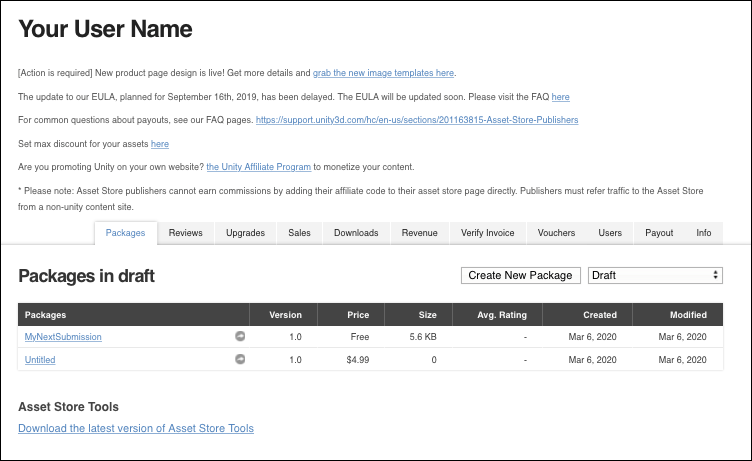 Your User Name
[Action is required] New product page design is live! Get more details and grab the new image templates here.
The update to our EULA, planned for September 16th, 2019, has been delayed. The EULA will be updated soon. Please visit the FAQ here
For common questions about payouts, see our FAQ pages. https://support.unity3d.com/hc/en-us/sections/201163815-Asset-Store-Publishers
Set max discount for your assets here
Are you promoting Unity on your own website? the Unity Affiliate Program to monetize your content.
* Please note: Asset Store publishers cannot earn commissions by adding their affiliate code to their asset store page directly. Publishers must refer traffic to the Asset Store
from a non-unity content site.
Packages Reviews Upgrades Sales Downloads Revenue Verify Invoice Vouchers Users Payout Info
Packages in draft Create New Package Draft
Packages Version Price Size Avg. Rating Created Modified
MyNextSubmission 1.0 Free 5.6 KB - Mar 6, 2020 Mar 6, 2020
Untitled 1.0 $4.99 0 - Mar 6, 2020 Mar 6, 2020
Asset Store Tools
Download the latest version of Asset Store Tools